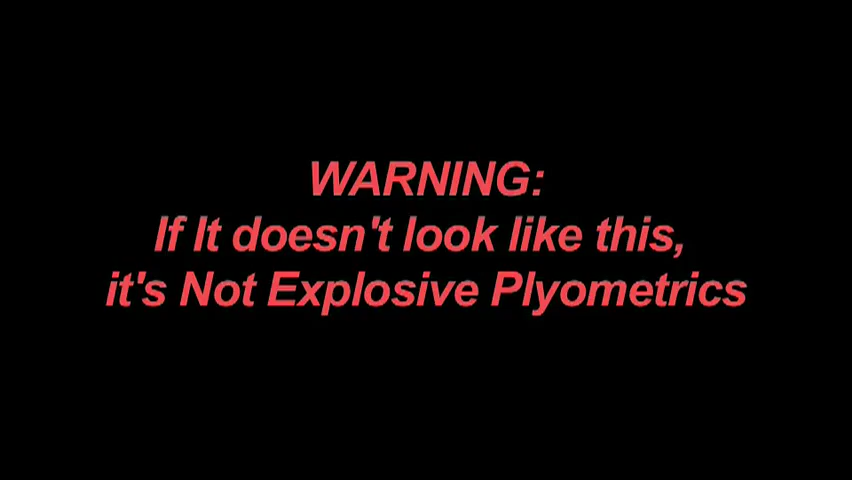 WARNING:
If It doesn't look like this,
it's Not Explosive Plyometrics